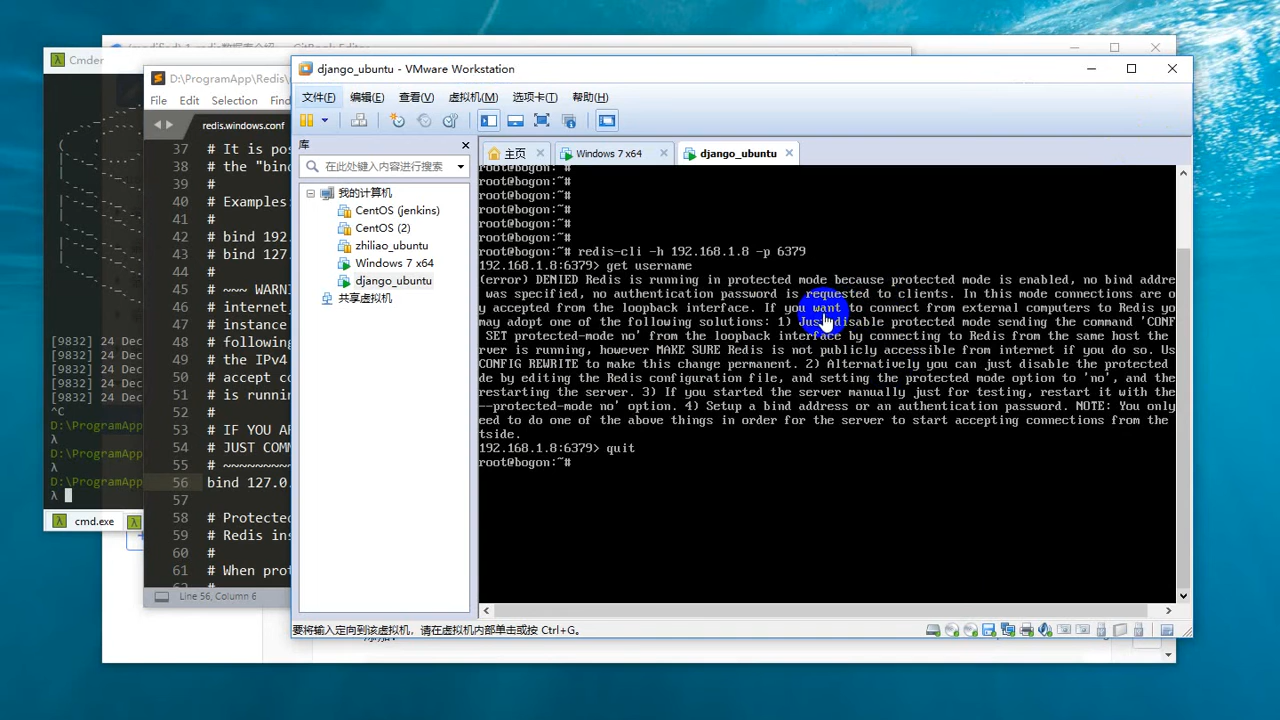 (modified) 1.redis数据库介绍 - GitBook Editor
Cmder
[9832] 24 Dec
[9832] 24 Dec
[9832] 24 Dec
[9832] 24 Dec
[9832] 24 Dec
^C
D:\ProgramApp
λ
D:\ProgramApp
λ
D:\ProgramApp
λ
cmd.exe
D:\ProgramApp\Redis\
File Edit Selection Find
redis.windows.conf
37 # It is pos
38 # the "bind
39 #
40 # Examples:
41 #
42 # bind 192.
43 # bind 127.
44 #
45 # ~~~ WARNI
46 # internet,
47 # instance
48 # following
49 # the IPv4
50 # accept co
51 # is runnin
52 #
53 # IF YOU AR
54 # JUST COMM
55 # ~~~~~~~~~
56 bind 127.0.
57
58 # Protected
59 # Redis ins
60 #
61 # When prot
62 #
Line 56, Column 6
django_ubuntu - VMware Workstation
文件(F) 编辑(E) 查看(V) 虚拟机(M) 选项卡(T) 帮助(H)
库
在此处键入内容进行搜索
我的计算机
CentOS (jenkins)
CentOS (2)
zhiliao_ubuntu
Windows 7 x64
django_ubuntu
共享虚拟机
主页 Windows 7 x64 django_ubuntu
root@bogon:~#
root@bogon:~#
root@bogon:~#
root@bogon:~#
root@bogon:~#
root@bogon:~#
root@bogon:~# redis-cli -h 192.168.1.8 -p 6379
192.168.1.8:6379> get username
(error) DENIED Redis is running in protected mode because protected mode is enabled, no bind addre
was specified, no authentication password is requested to clients. In this mode connections are o
y accepted from the loopback interface. If you want to connect from external computers to Redis yo
may adopt one of the following solutions: 1) Just disable protected mode sending the command 'CONF
SET protected-mode no' from the loopback interface by connecting to Redis from the same host the
rver is running, however MAKE SURE Redis is not publicly accessible from internet if you do so. Us
CONFIG REWRITE to make this change permanent. 2) Alternatively you can just disable the protected
de by editing the Redis configuration file, and setting the protected mode option to 'no', and the
restarting the server. 3) If you started the server manually just for testing, restart it with the
--protected-mode no' option. 4) Setup a bind address or an authentication password. NOTE: You only
eed to do one of the above things in order for the server to start accepting connections from the
tside.
192.168.1.8:6379> quit
root@bogon:~#
要将输入定向到该虚拟机，请在虚拟机内部单击或按 Ctrl+G。